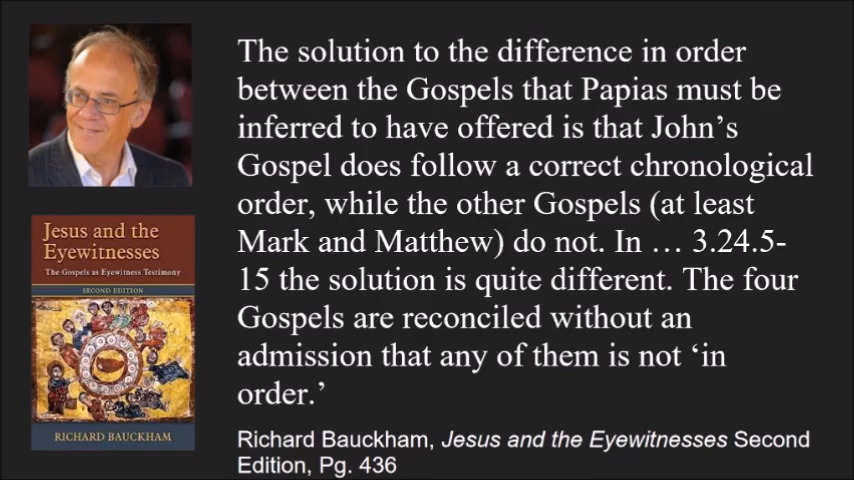 The solution to the difference in order
between the Gospels that Papias must be
inferred to have offered is that John’s
Gospel does follow a correct chronological
order, while the other Gospels (at least
Mark and Matthew) do not. In … 3.24.5-
15 the solution is quite different. The four
Gospels are reconciled without an
admission that any of them is not ‘in
order.’
Richard Bauckham, Jesus and the Eyewitnesses Second
Edition, Pg. 436
Jesus and the
Eyewitnesses
The Gospels as Eyewitness Testimony
SECOND EDITION
RICHARD BAUCKHAM